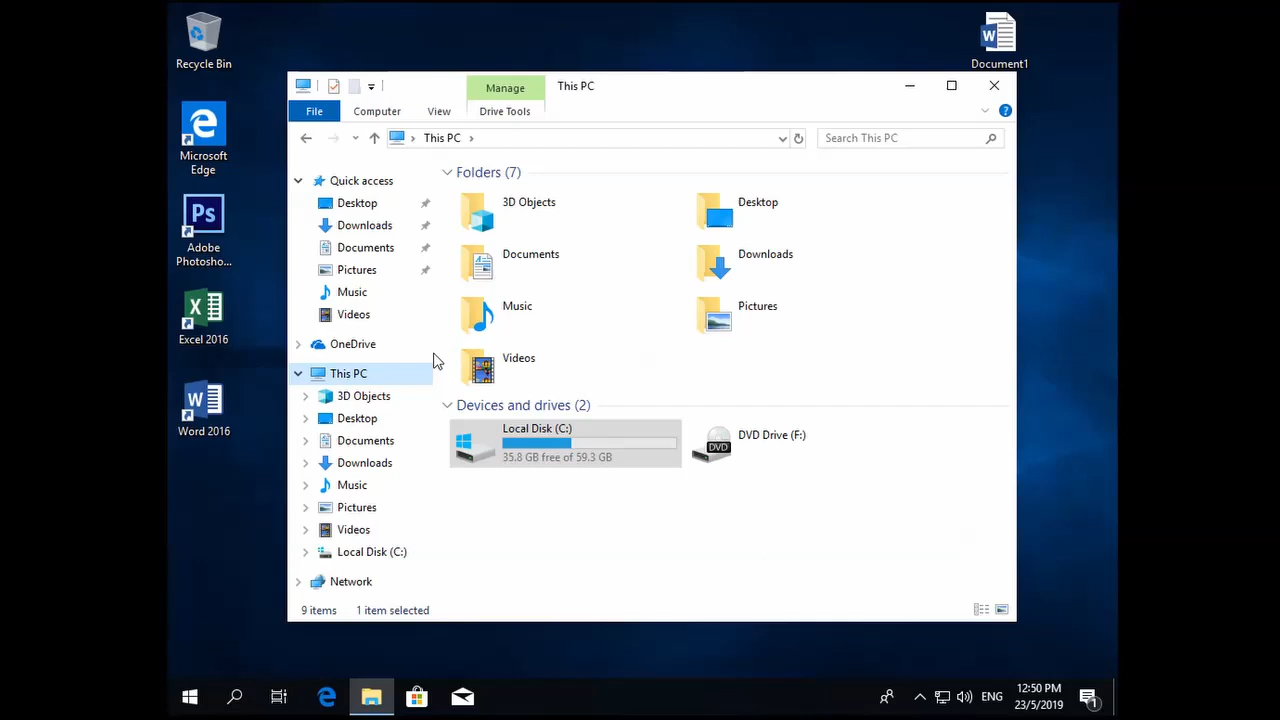 Recycle Bin
Document1
Microsoft
Edge
Ps
Adobe
Photosho...
Excel 2016
Word 2016
Manage
This PC
File
Computer
View
Drive Tools
This PC
Search This PC
Quick access
Desktop
Downloads
Documents
Pictures
Music
Videos
OneDrive
This PC
3D Objects
Desktop
Documents
Downloads
Music
Pictures
Videos
Local Disk (C:)
Network
Folders (7)
3D Objects
Desktop
Documents
Downloads
Music
Pictures
Videos
Devices and drives (2)
Local Disk (C:)
35.8 GB free of 59.3 GB
DVD
DVD Drive (F:)
9 items
1 item selected
ENG
12:50 PM
23/5/2019
1